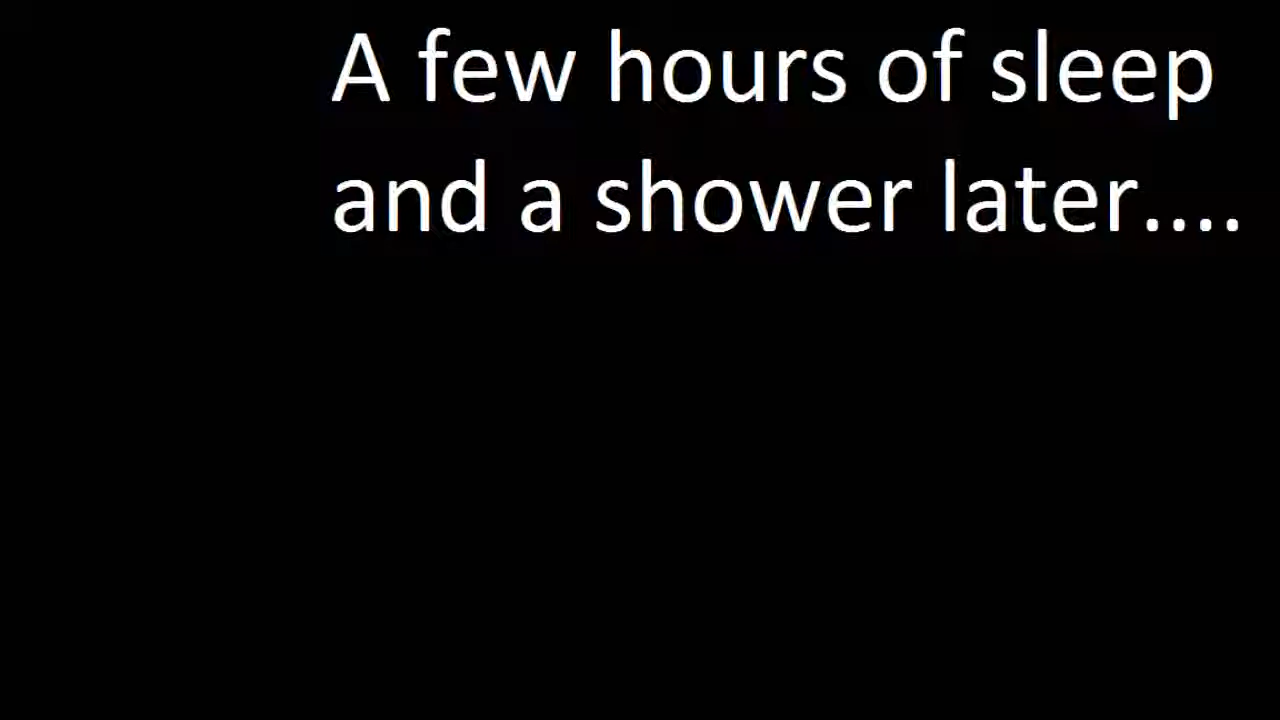 A few hours of sleep
and a shower later....